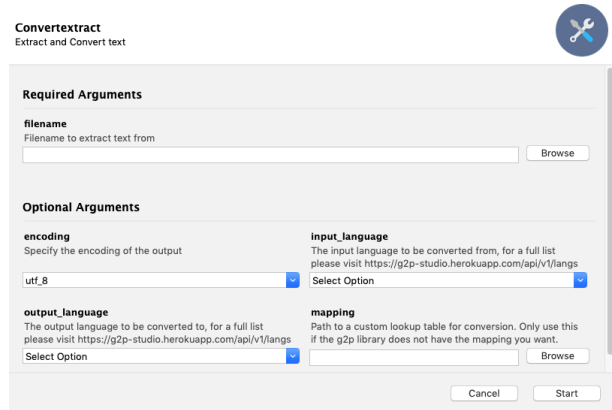 Convertextract
Extract and Convert text
Required Arguments
filename
Filename to extract text from
Browse
Optional Arguments
encoding
Specify the encoding of the output
utf_8
input_language
The input language to be converted from, for a full list
please visit https://g2p-studio.herokuapp.com/api/v1/langs
Select Option
output_language
The output language to be converted to, for a full list
please visit https://g2p-studio.herokuapp.com/api/v1/langs
Select Option
mapping
Path to a custom lookup table for conversion. Only use this
if the g2p library does not have the mapping you want.
Browse
Cancel
Start